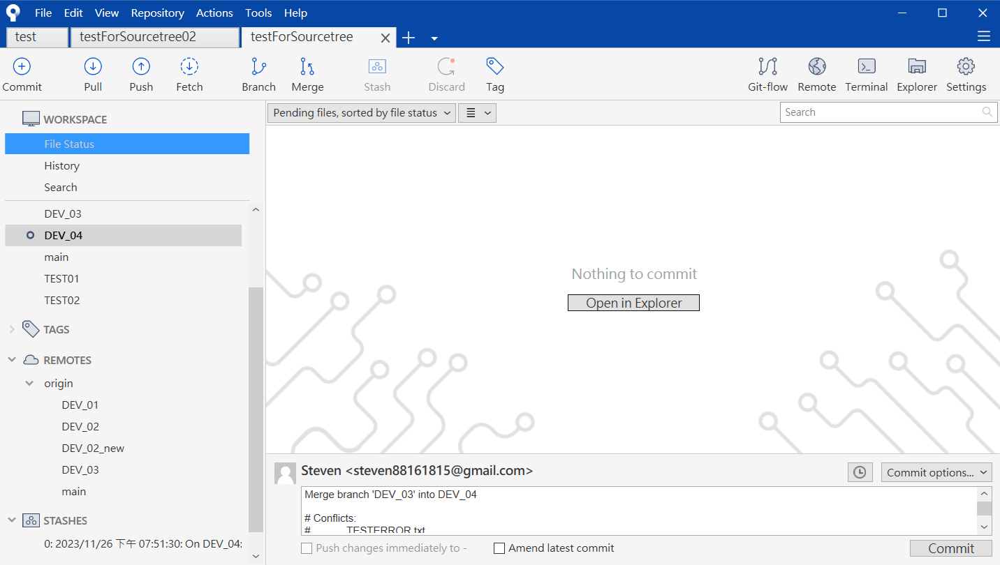 File Edit View Repository Actions Tools Help
test testForSourcetree02 testForSourcetree
Commit Pull Push Fetch Branch Merge Stash Discard Tag Git-flow Remote Terminal Explorer Settings
WORKSPACE
File Status
History
Search
DEV_03
DEV_04
main
TEST01
TEST02
TAGS
REMOTES
origin
DEV_01
DEV_02
DEV_02_new
DEV_03
main
STASHES
0: 2023/11/26 下午 07:51:30: On DEV_04:
Pending files, sorted by file status
Search
Nothing to commit
Open in Explorer
Steven <steven88161815@gmail.com>
Commit options...
Merge branch 'DEV_03' into DEV_04
# Conflicts:
# TESTERROR.txt
Push changes immediately to -
Amend latest commit
Commit